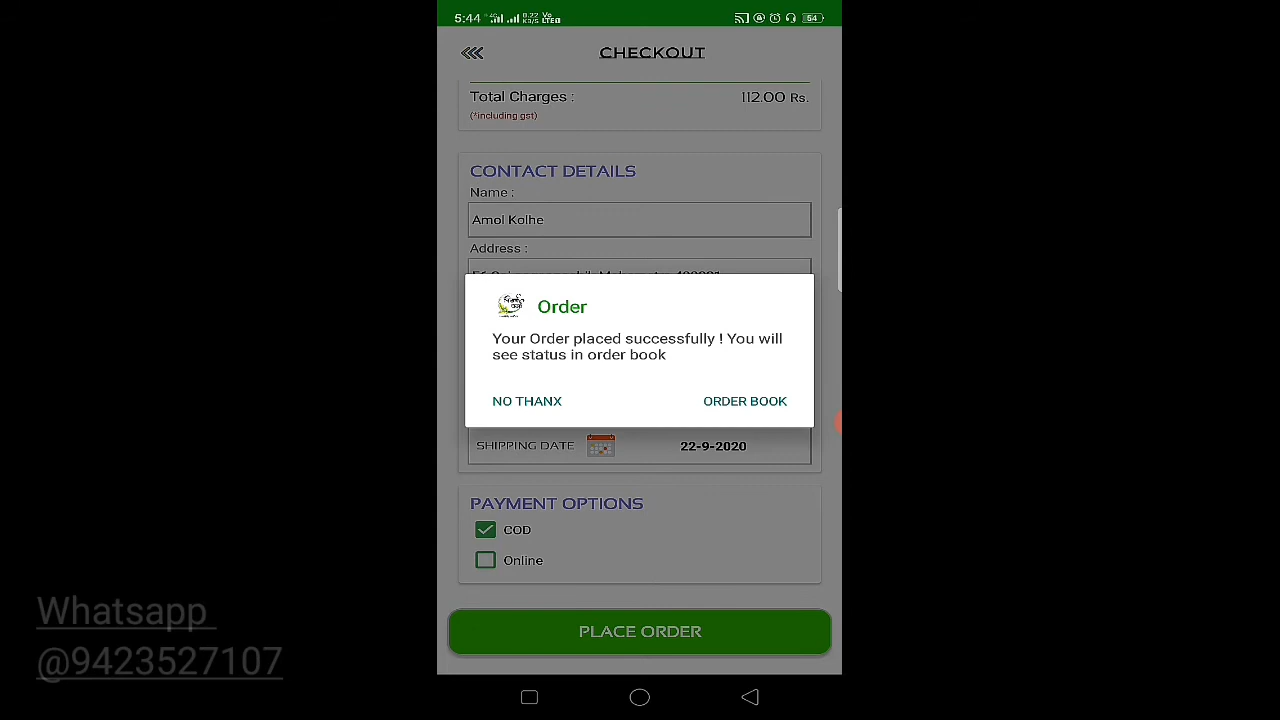 5:44
54
CHECKOUT
Total Charges :
112.00 Rs.
(*including gst)
CONTACT DETAILS
Name :
Amol Kolhe
Address :
Order
Your Order placed successfully ! You will
see status in order book
NO THANX
ORDER BOOK
SHIPPING DATE
22-9-2020
PAYMENT OPTIONS
COD
Online
PLACE ORDER
Whatsapp
@9423527107